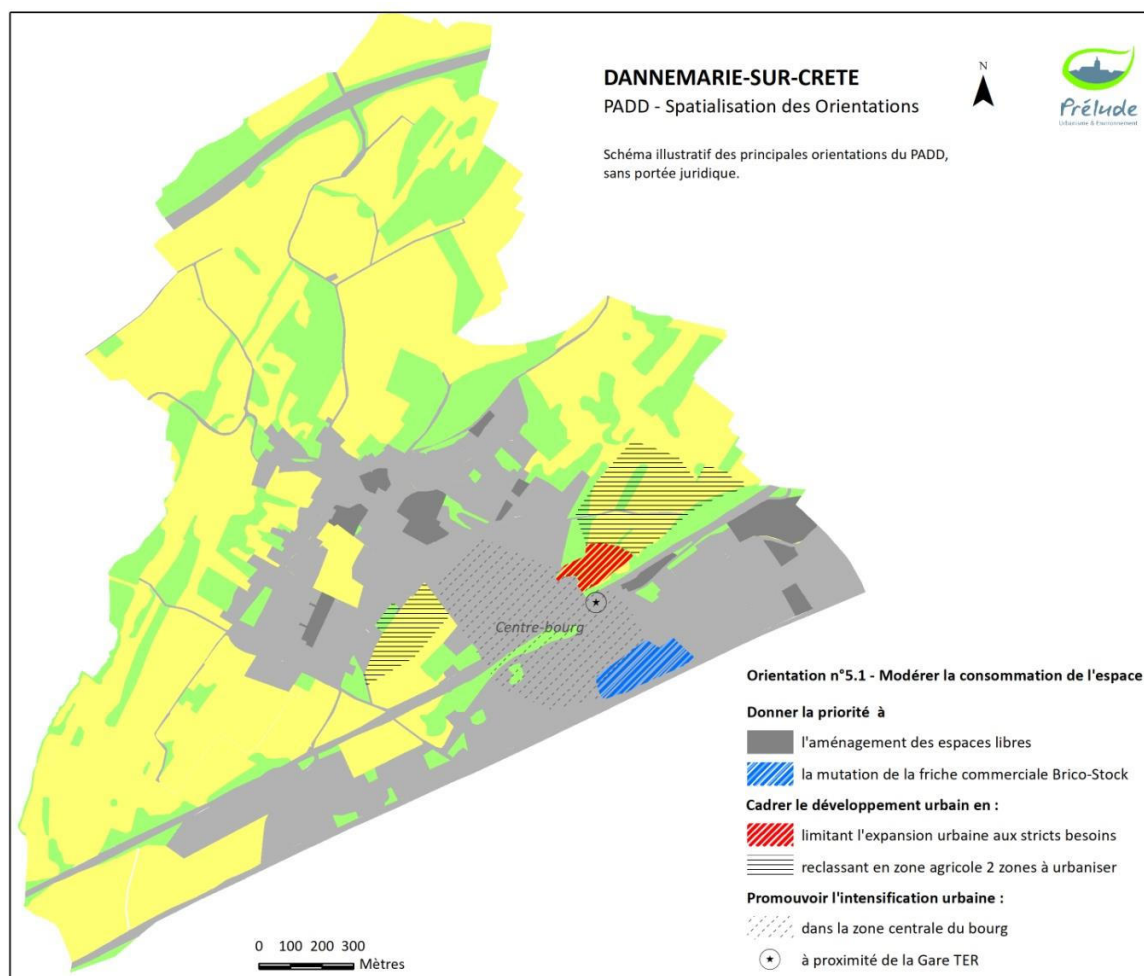 DANNEMARIE-SUR-CRETE
PADD - Spatialisation des Orientations
Schéma illustratif des principales orientations du PADD,
sans portée juridique.
N
Prélude
Urbanisme & Environnement
Centre-bourg
Orientation n°5.1 - Modérer la consommation de l'espace
Donner la priorité à
l'aménagement des espaces libres
la mutation de la friche commerciale Brico-Stock
Cadrer le développement urbain en :
limitant l'expansion urbaine aux stricts besoins
reclassant en zone agricole 2 zones à urbaniser
Promouvoir l'intensification urbaine :
dans la zone centrale du bourg
à proximité de la Gare TER
0 100 200 300
Mètres